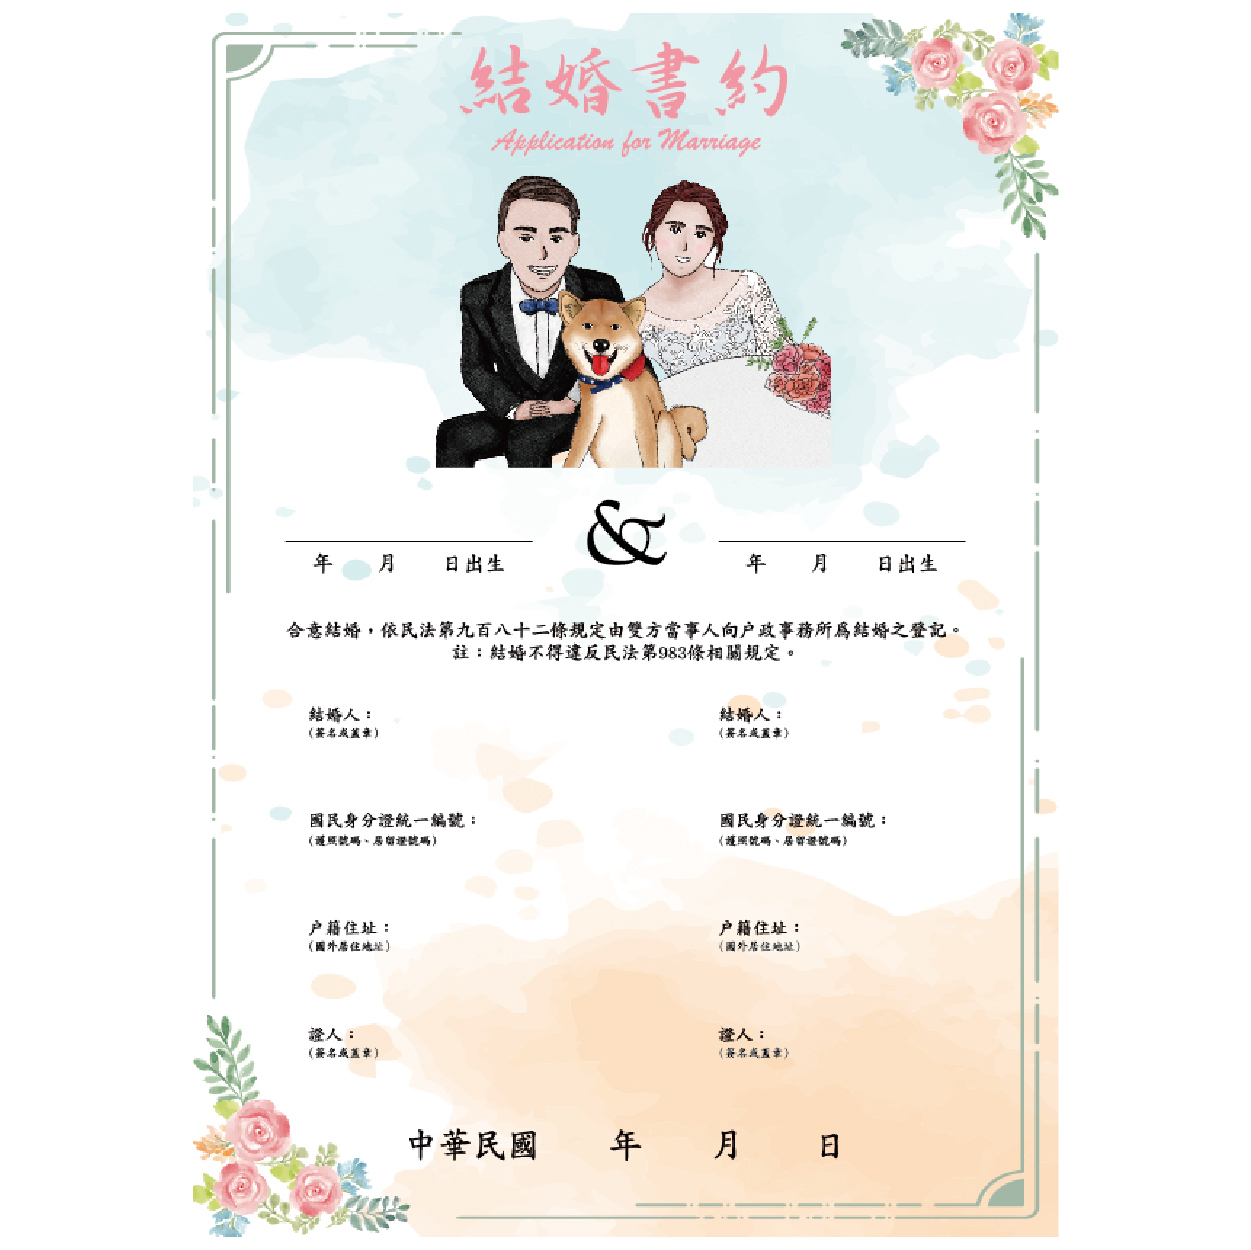 結婚書約
Application for Marriage
&
年 月 日出生 年 月 日出生
合意結婚,依民法第九百八十二條規定由雙方當事人向戶政事務所為結婚之登記。
註:結婚不得違反民法第983條相關規定。
結婚人: 結婚人:
(簽名或蓋章) (簽名或蓋章)
國民身分證統一編號: 國民身分證統一編號:
(護照號碼、居留證號碼) (護照號碼、居留證號碼)
戶籍住址: 戶籍住址:
(國外居住地址) (國外居住地址)
證人: 證人:
(簽名或蓋章) (簽名或蓋章)
中華民國 年 月 日